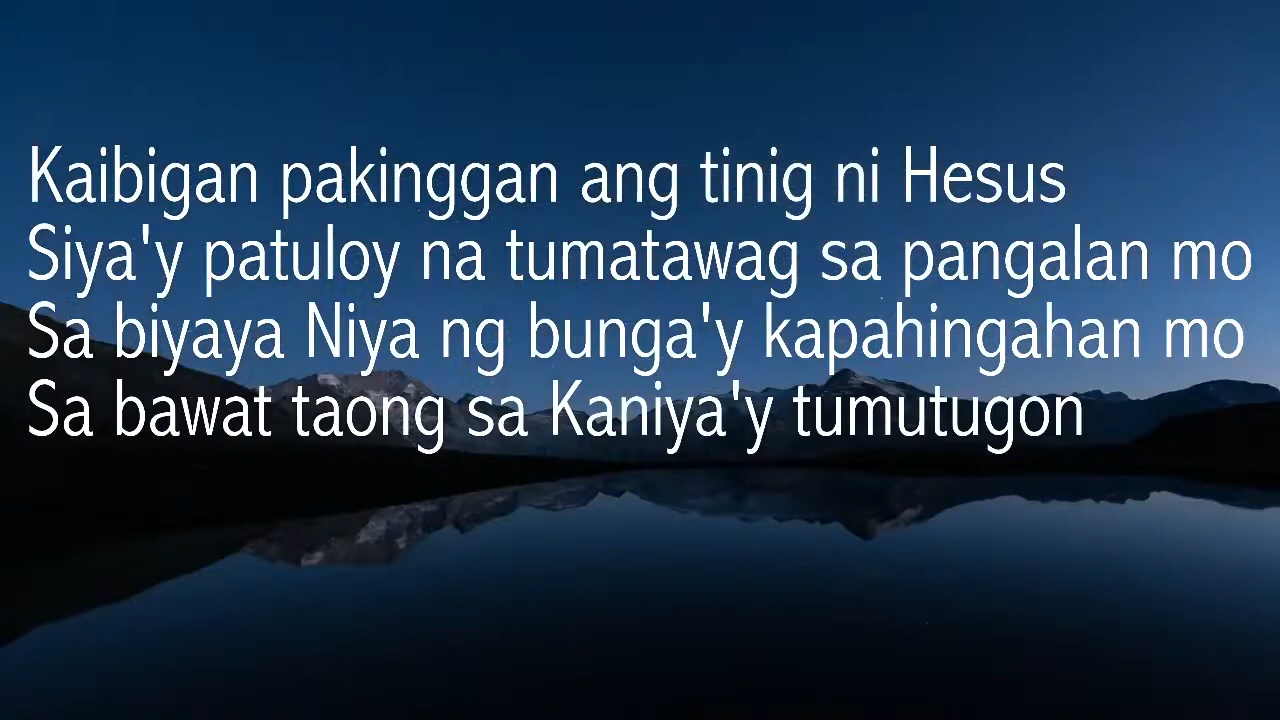 Kaibigan pakinggan ang tinig ni Hesus
Siya'y patuloy na tumatawag sa pangalan mo
Sa biyaya Niya ng bunga'y kapahingahan mo
Sa bawat taong sa Kaniya'y tumutugon